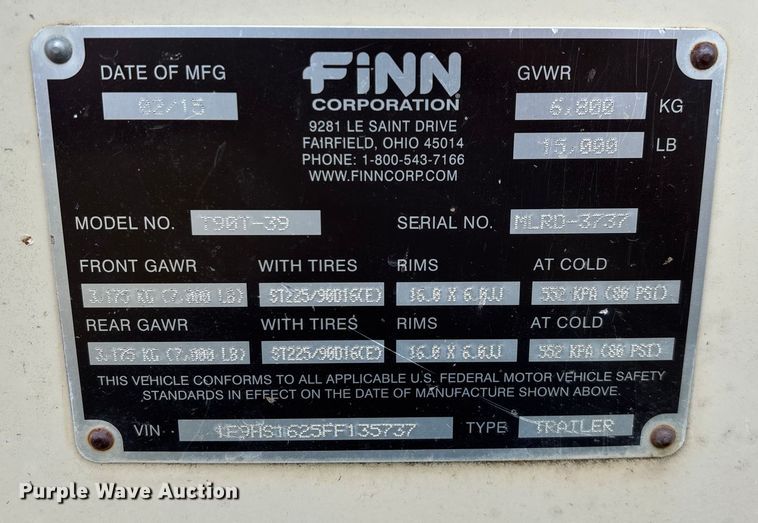 FINN
CORPORATION
9281 LE SAINT DRIVE
FAIRFIELD, OHIO 45014
PHONE: 1-800-543-7166
WWW.FINNCORP.COM
DATE OF MFG
02/15
GVWR
6,800 KG
15,000 LB
MODEL NO. T90T-39 SERIAL NO. MLRD-3737
FRONT GAWR WITH TIRES RIMS AT COLD
3,175 KG (7,000 LB) ST225/90D16(E) 16.0 X 6.0JJ 552 KPA (80 PSI)
REAR GAWR WITH TIRES RIMS AT COLD
3,175 KG (7,000 LB) ST225/90D16(E) 16.0 X 6.0JJ 552 KPA (80 PSI)
THIS VEHICLE CONFORMS TO ALL APPLICABLE U.S. FEDERAL MOTOR VEHICLE SAFETY
STANDARDS IN EFFECT ON THE DATE OF MANUFACTURE SHOWN ABOVE.
VIN 1F9HS1625FF135737 TYPE TRAILER
Purple Wave Auction